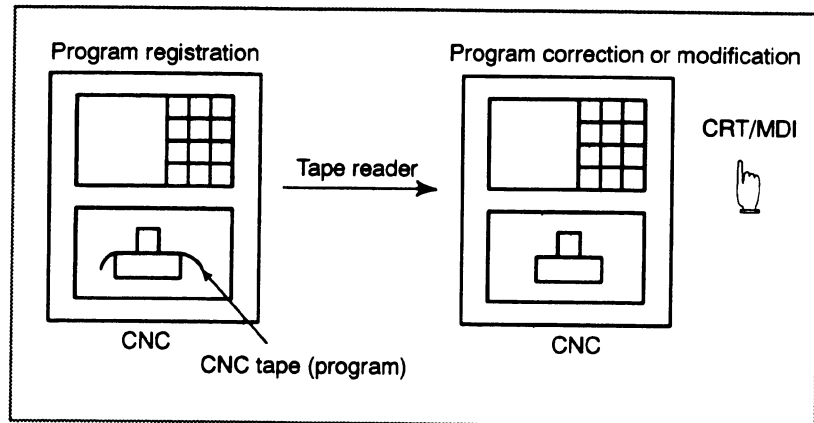 Program registration
Program correction or modification
CRT/MDI
Tape reader
CNC
CNC
CNC tape (program)